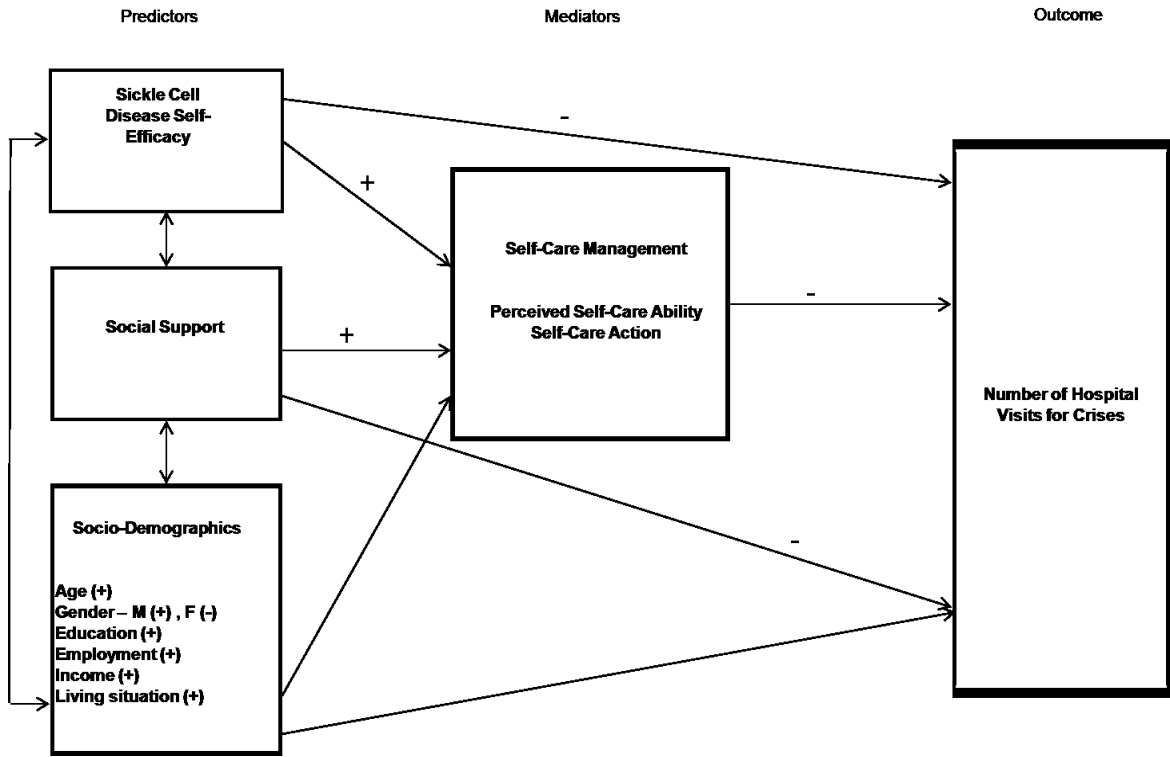 Predictors
Mediators
Outcome
Sickle Cell
Disease Self-
Efficacy
-
+
Self-Care Management
Perceived Self-Care Ability
Self-Care Action
-
Social Support
+
Number of Hospital
Visits for Crises
-
Socio-Demographics
Age (+)
Gender – M (+) , F (-)
Education (+)
Employment (+)
Income (+)
Living situation (+)